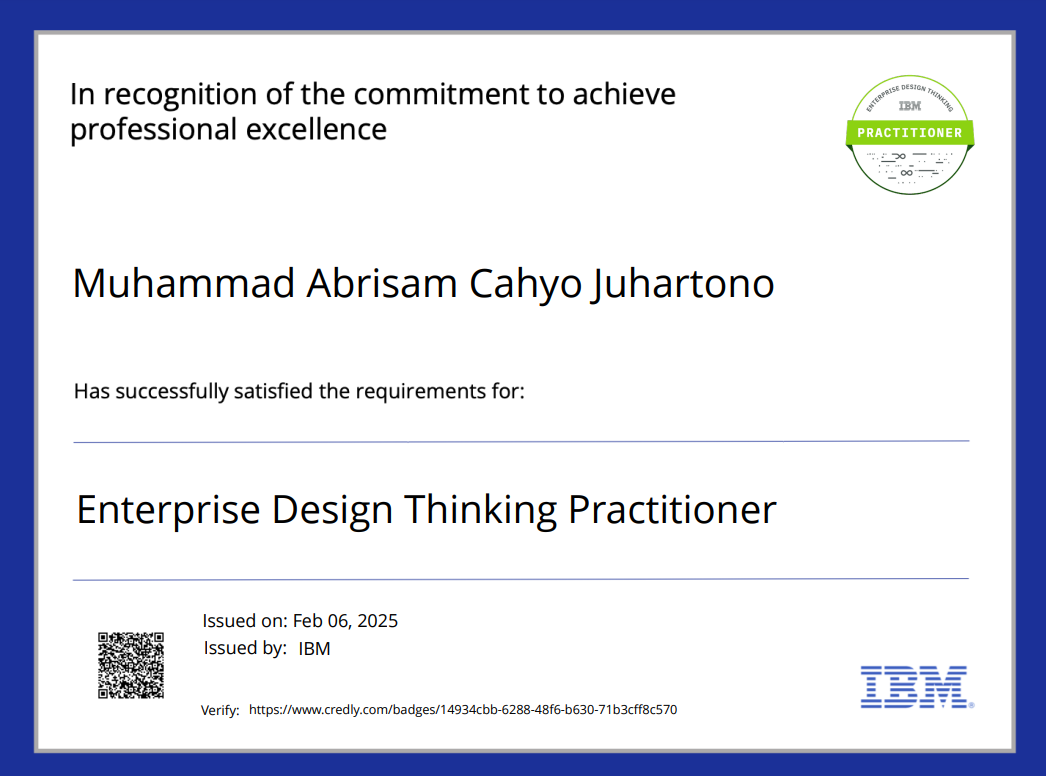 In recognition of the commitment to achieve
professional excellence
ENTERPRISE DESIGN THINKING
IBM
PRACTITIONER
Muhammad Abrisam Cahyo Juhartono
Has successfully satisfied the requirements for:
Enterprise Design Thinking Practitioner
Issued on: Feb 06, 2025
Issued by: IBM
Verify: https://www.credly.com/badges/14934cbb-6288-48f6-b630-71b3cff8c570
IBM®